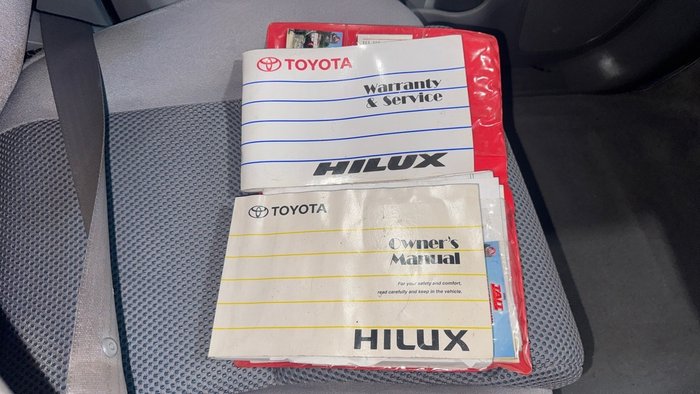 TOYOTA
Warranty
& Service
HILUX
TOYOTA
Owner's
Manual
For your safety and comfort,
read carefully and keep in the vehicle.
HILUX